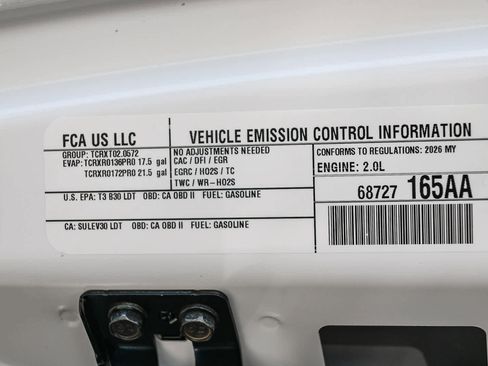 FCA US LLC
VEHICLE EMISSION CONTROL INFORMATION
GROUP: TCRXT02.0572
EVAP: TCRXR0136PR0 17.5 gal
TCRXR0172PR0 21.5 gal
NO ADJUSTMENTS NEEDED
CAC / DFI / EGR
EGRC / HO2S / TC
TWC / WR-HO2S
CONFORMS TO REGULATIONS: 2026 MY
ENGINE: 2.0L
68727 165AA
U.S. EPA: T3 B30 LDT OBD: CA OBD II FUEL: GASOLINE
CA: SULEV30 LDT OBD: CA OBD II FUEL: GASOLINE